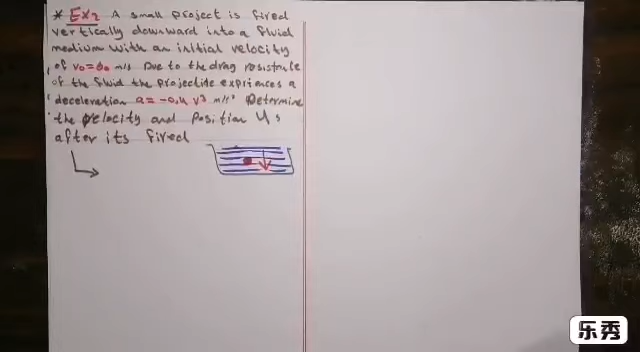 * Ex2 A small project is fired
vertically downward into a fluid
medium with an initial velocity
of v₀=60 m/s Due to the drag resistance
of the fluid the projectile expriances a
deceleration a = -0.4 v³ m/s² Determine
the velocity and Position 4s
after its fired
乐秀